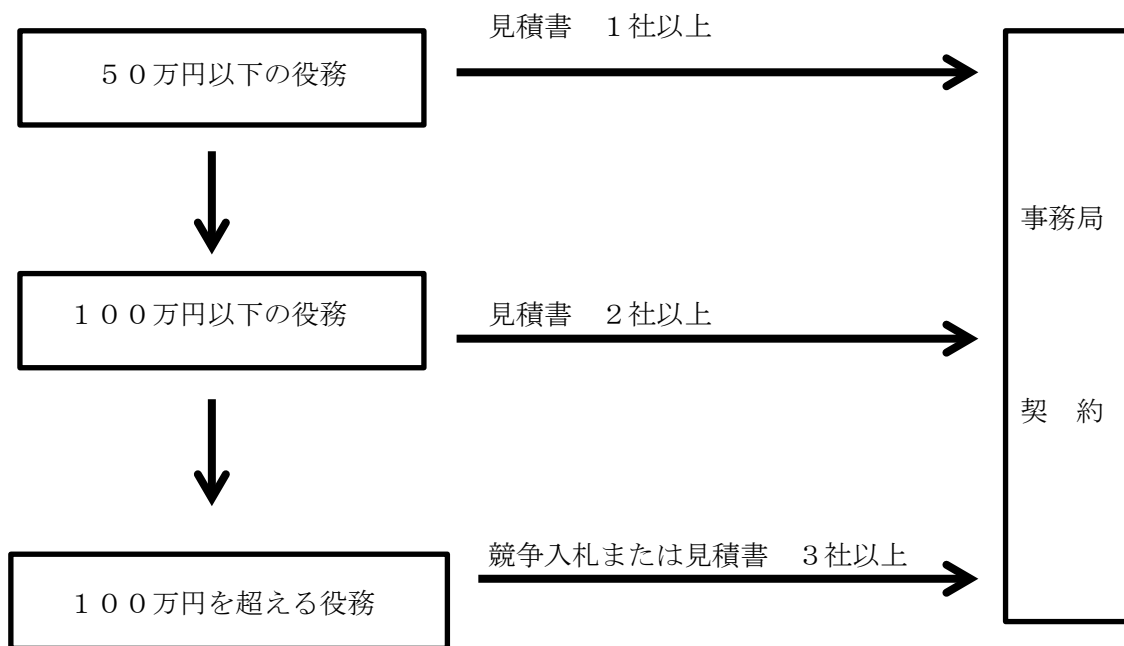 見積書　１社以上
５０万円以下の役務
事務局
１００万円以下の役務
見積書　２社以上
契　約
競争入札または見積書　３社以上
１００万円を超える役務